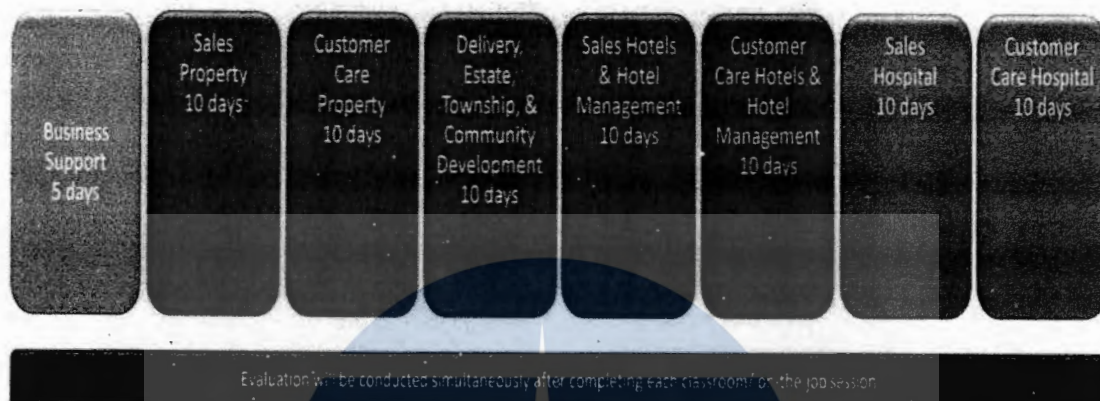 Business
Support
5 days
Sales
Property
10 days
Customer
Care
Property
10 days
Delivery,
Estate,
Township, &
Community
Development
10 days
Sales Hotels
& Hotel
Management
10 days
Customer
Care Hotels &
Hotel
Management
10 days
Sales
Hospital
10 days
Customer
Care Hospital
10 days
Evaluation will be conducted simultaneously after completing each classroom/ on-the job session